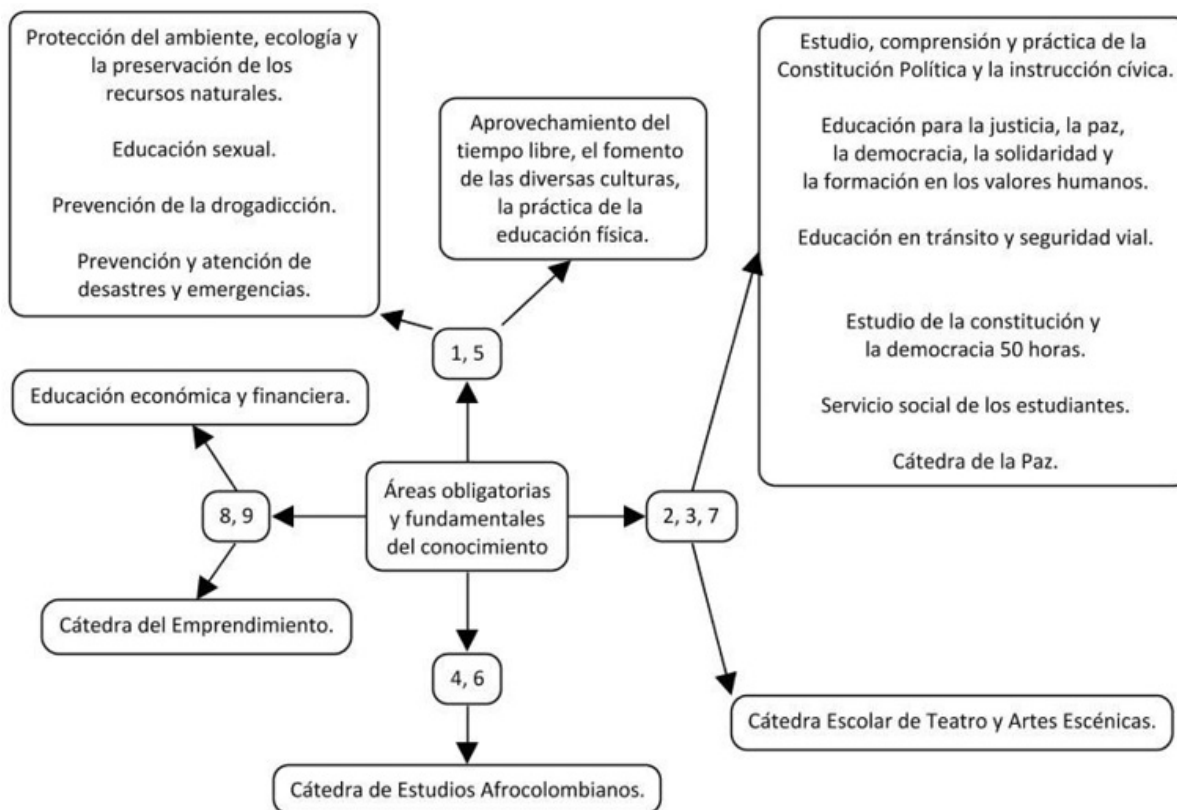 Protección del ambiente, ecología y
la preservación de los
recursos naturales.
Educación sexual.
Prevención de la drogadicción.
Prevención y atención de
desastres y emergencias.
Aprovechamiento del
tiempo libre, el fomento
de las diversas culturas,
la práctica de la
educación física.
Estudio, comprensión y práctica de la
Constitución Política y la instrucción cívica.
Educación para la justicia, la paz,
la democracia, la solidaridad y
la formación en los valores humanos.
Educación en tránsito y seguridad vial.
Estudio de la constitución y
la democracia 50 horas.
Servicio social de los estudiantes.
Cátedra de la Paz.
1, 5
Educación económica y financiera.
8, 9
Áreas obligatorias
y fundamentales
del conocimiento
2, 3, 7
Cátedra del Emprendimiento.
4, 6
Cátedra Escolar de Teatro y Artes Escénicas.
Cátedra de Estudios Afrocolombianos.